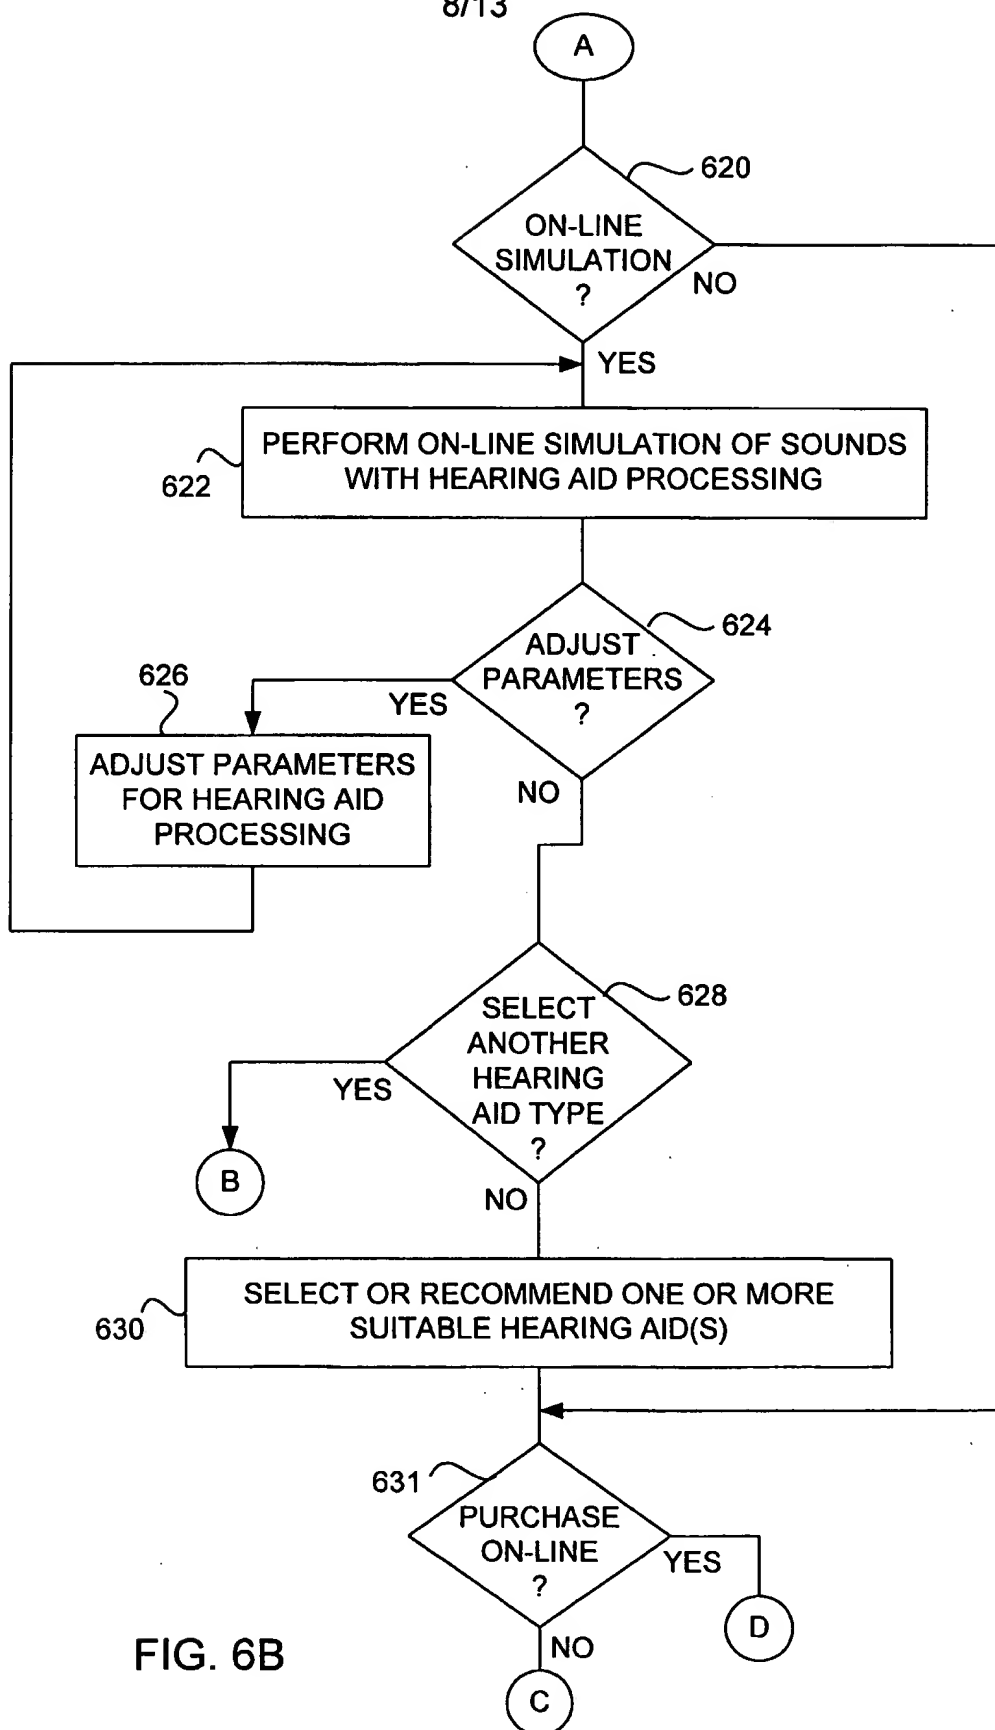 8/13
A
620
ON-LINE
SIMULATION
?
NO
YES
PERFORM ON-LINE SIMULATION OF SOUNDS
WITH HEARING AID PROCESSING
622
624
ADJUST
PARAMETERS
?
YES
626
ADJUST PARAMETERS
FOR HEARING AID
PROCESSING
NO
628
SELECT
ANOTHER
HEARING
AID TYPE
?
YES
B
NO
SELECT OR RECOMMEND ONE OR MORE
SUITABLE HEARING AID(S)
630
631
PURCHASE
ON-LINE
?
YES
D
NO
C
FIG. 6B